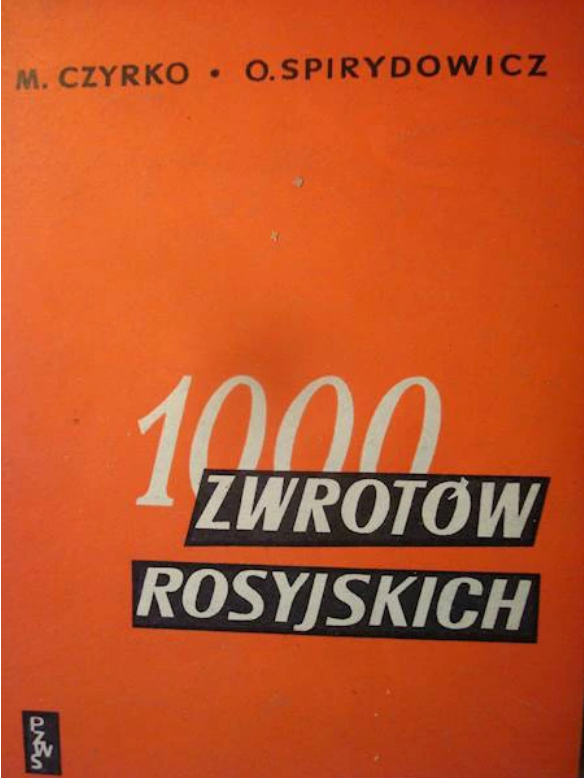 M. CZYRKO • O. SPIRYDOWICZ
1000
ZWROTÓW
ROSYJSKICH
PZWS